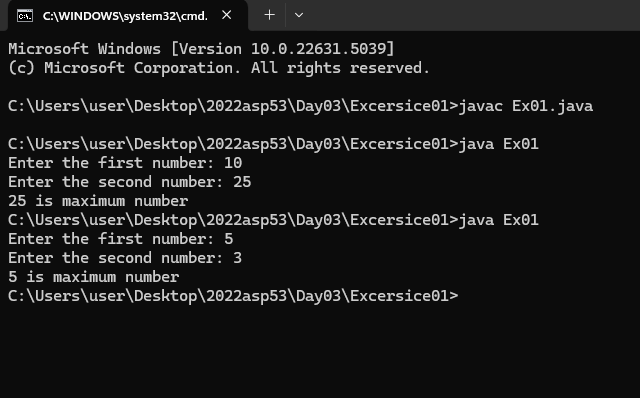 C:\WINDOWS\system32\cmd.
Microsoft Windows [Version 10.0.22631.5039]
(c) Microsoft Corporation. All rights reserved.
C:\Users\user\Desktop\2022asp53\Day03\Excersice01>javac Ex01.java
C:\Users\user\Desktop\2022asp53\Day03\Excersice01>java Ex01
Enter the first number: 10
Enter the second number: 25
25 is maximum number
C:\Users\user\Desktop\2022asp53\Day03\Excersice01>java Ex01
Enter the first number: 5
Enter the second number: 3
5 is maximum number
C:\Users\user\Desktop\2022asp53\Day03\Excersice01>